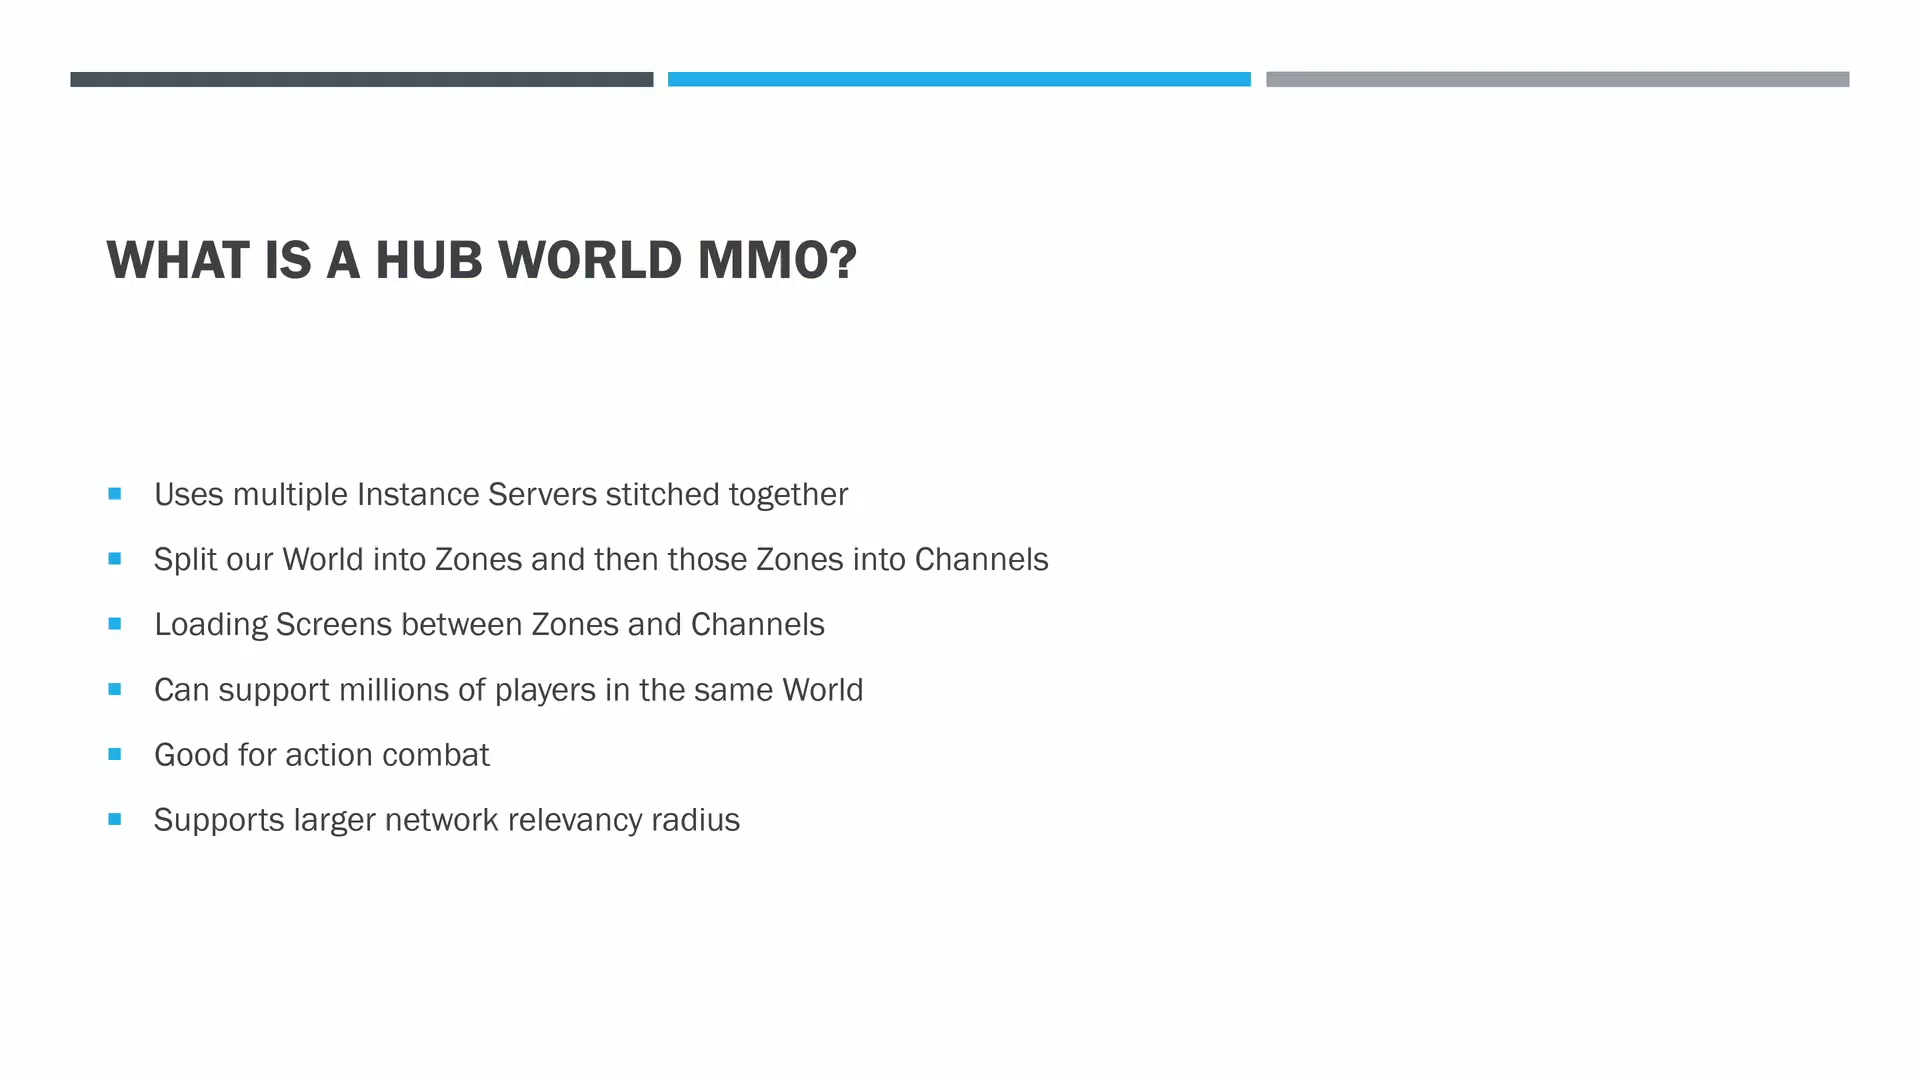 WHAT IS A HUB WORLD MMO?
Uses multiple Instance Servers stitched together
Split our World into Zones and then those Zones into Channels
Loading Screens between Zones and Channels
Can support millions of players in the same World
Good for action combat
Supports larger network relevancy radius